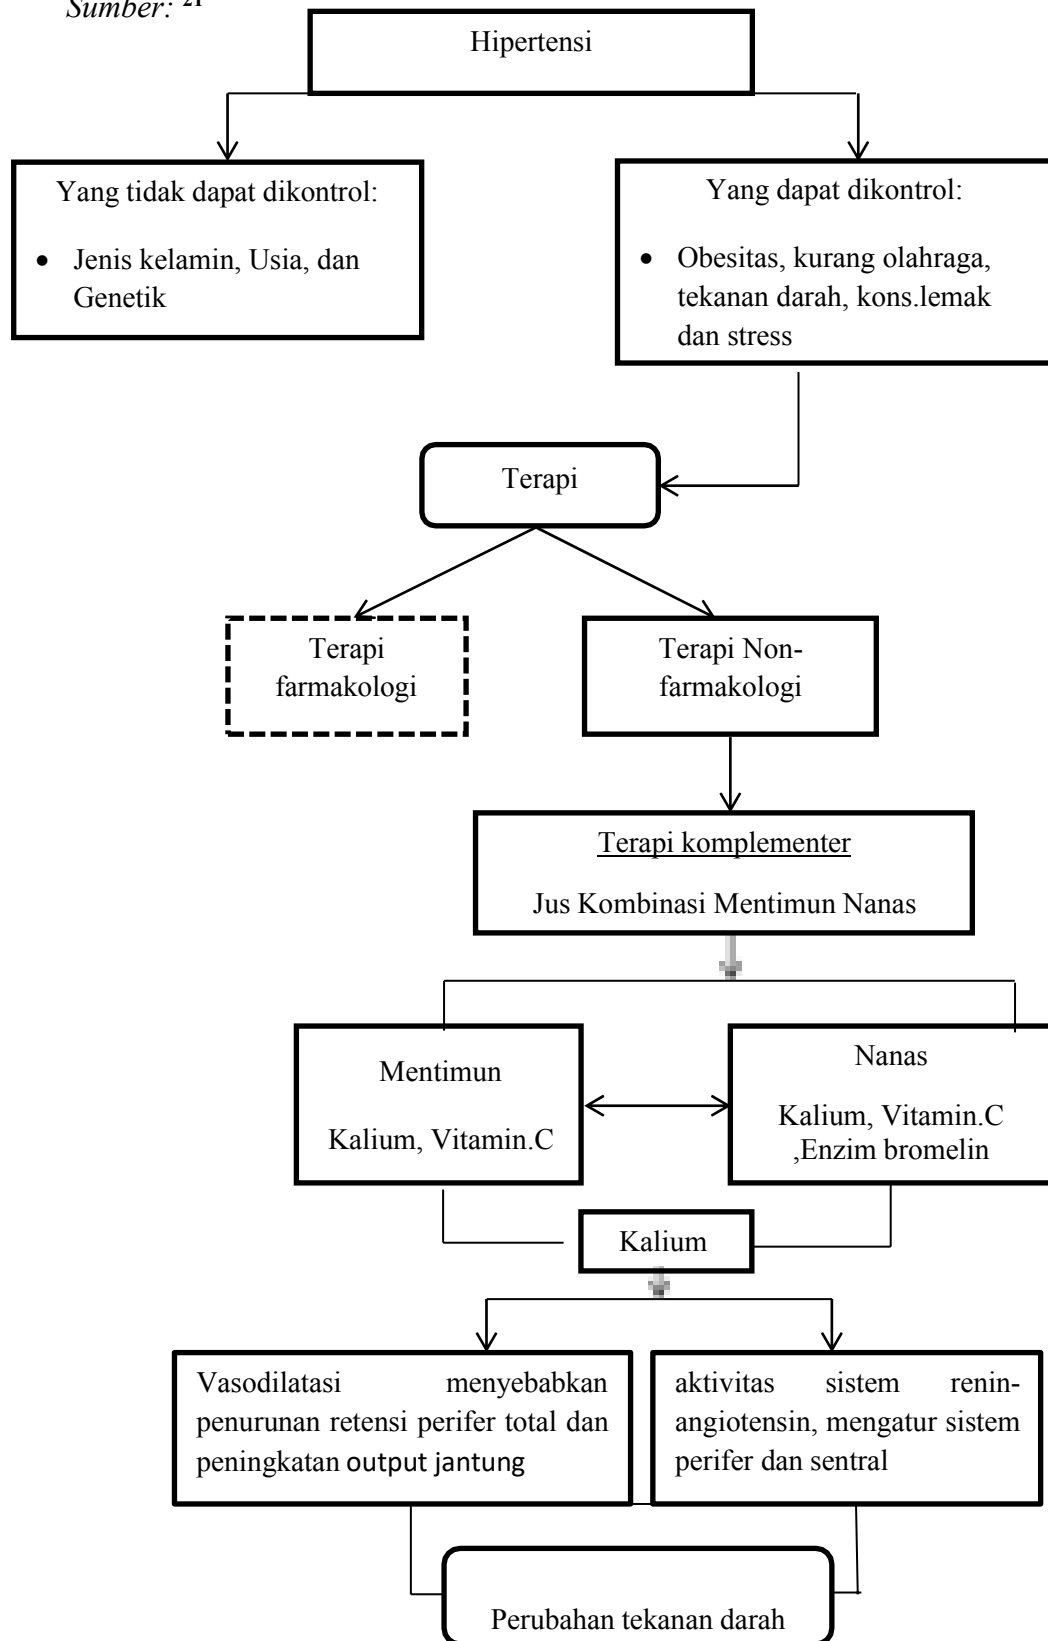 Sumber: 21
Hipertensi
Yang tidak dapat dikontrol:
• Jenis kelamin, Usia, dan
Genetik
Yang dapat dikontrol:
• Obesitas, kurang olahraga,
tekanan darah, kons.lemak
dan stress
Terapi
Terapi
farmakologi
Terapi Non-
farmakologi
Terapi komplementer
Jus Kombinasi Mentimun Nanas
Mentimun
Kalium, Vitamin.C
Nanas
Kalium, Vitamin.C
,Enzim bromelin
Kalium
Vasodilatasi menyebabkan
penurunan retensi perifer total dan
peningkatan output jantung
aktivitas sistem renin-
angiotensin, mengatur sistem
perifer dan sentral
Perubahan tekanan darah